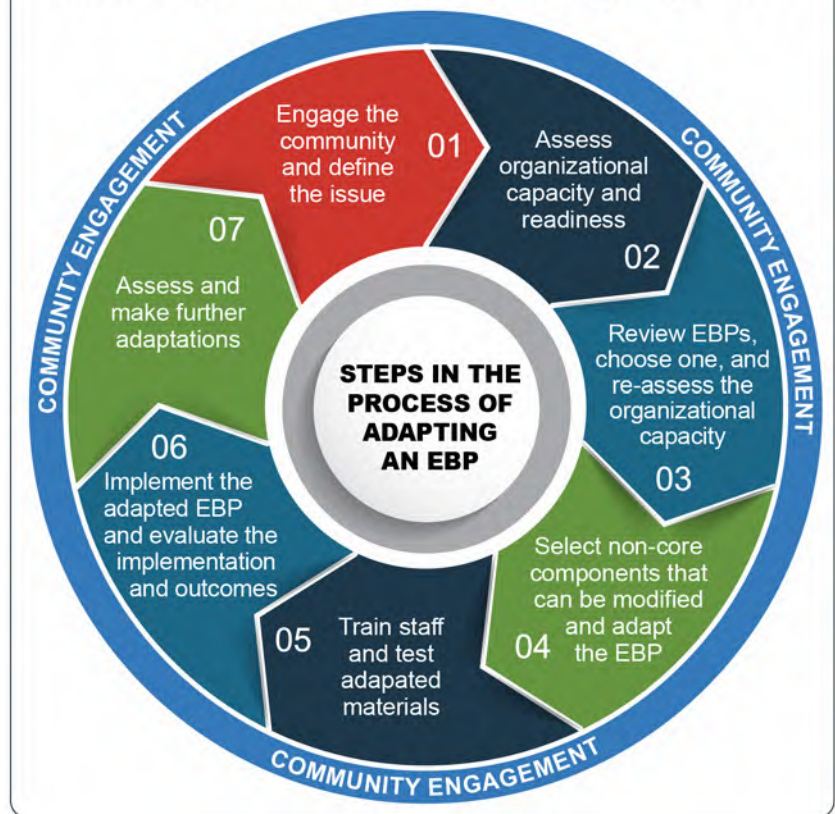 COMMUNITY ENGAGEMENT
COMMUNITY ENGAGEMENT
COMMUNITY ENGAGEMENT
STEPS IN THE
PROCESS OF
ADAPTING
AN EBP
01
Engage the
community
and define
the issue
02
Assess
organizational
capacity and
readiness
03
Review EBPs,
choose one, and
re-assess the
organizational
capacity
04
Select non-core
components that
can be modified
and adapt
the EBP
05
Train staff
and test
adapated
materials
06
Implement the
adapted EBP
and evaluate the
implementation
and outcomes
07
Assess and
make further
adaptations